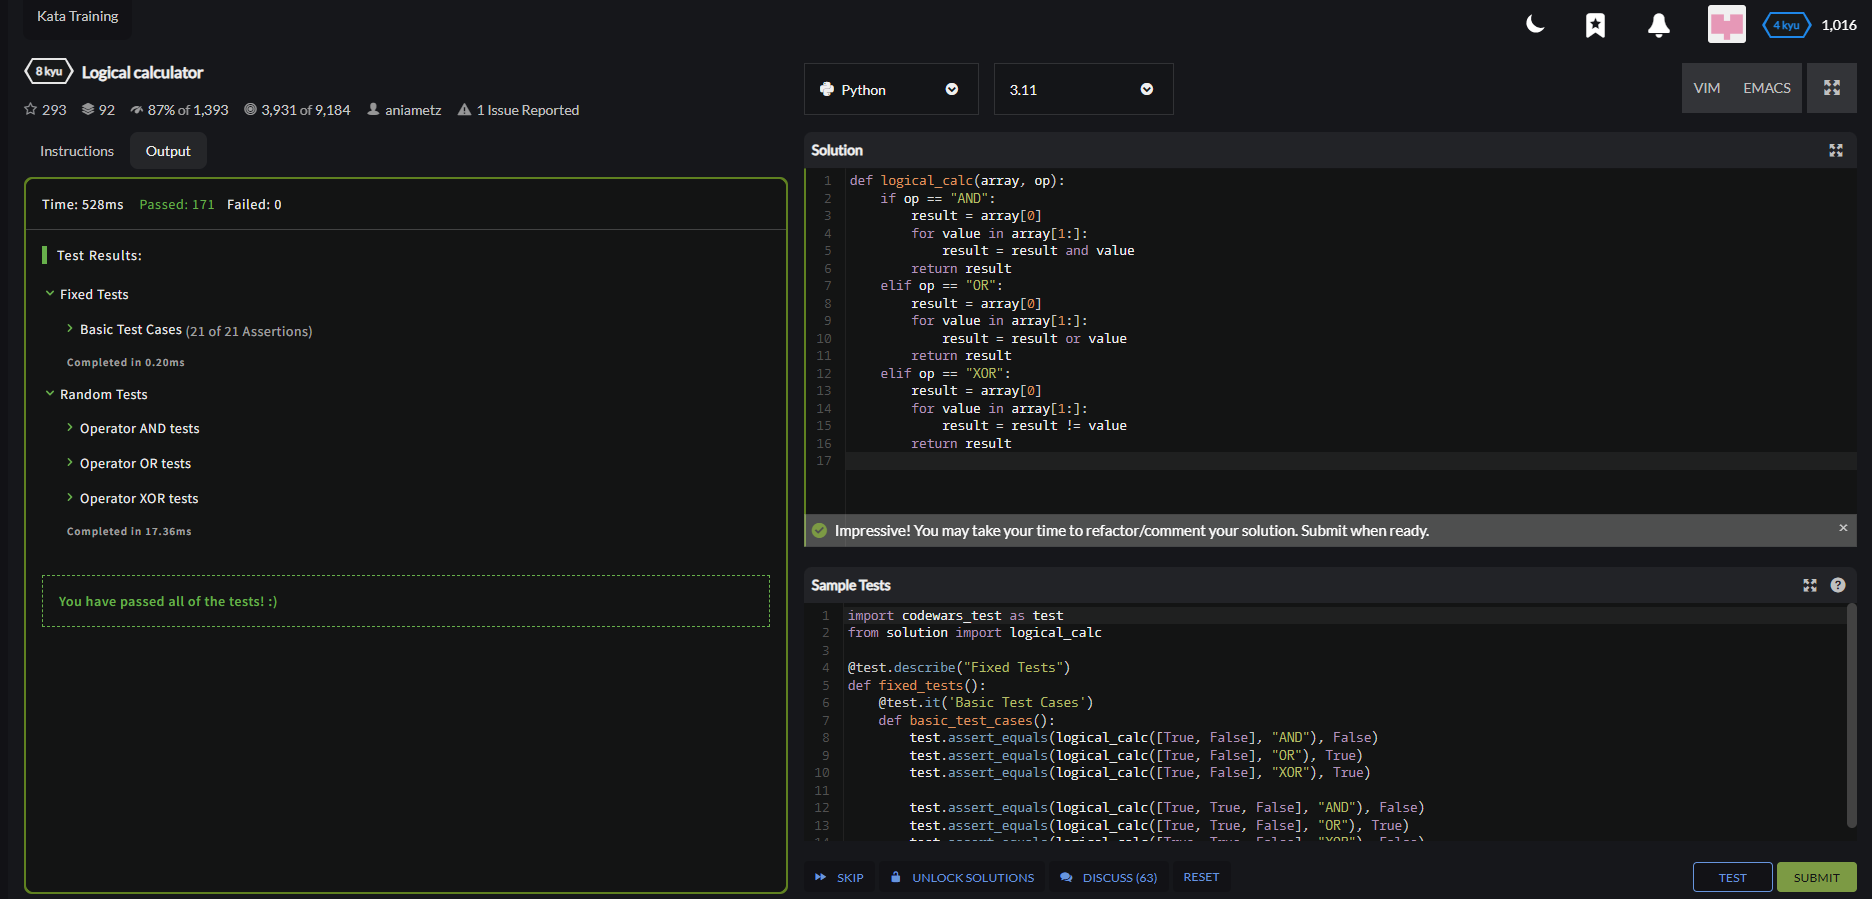 Kata Training
4 kyu 1,016
8 kyu Logical calculator
293 92 87% of 1,393 3,931 of 9,184 aniametz 1 Issue Reported
Instructions Output
Time: 528ms Passed: 171 Failed: 0
Test Results:
Fixed Tests
Basic Test Cases (21 of 21 Assertions)
Completed in 0.20ms
Random Tests
Operator AND tests
Operator OR tests
Operator XOR tests
Completed in 17.36ms
You have passed all of the tests! :)
Python 3.11 VIM EMACS
Solution
1 def logical_calc(array, op):
2     if op == "AND":
3         result = array[0]
4         for value in array[1:]:
5             result = result and value
6         return result
7     elif op == "OR":
8         result = array[0]
9         for value in array[1:]:
10             result = result or value
11         return result
12     elif op == "XOR":
13         result = array[0]
14         for value in array[1:]:
15             result = result != value
16         return result
17
Impressive! You may take your time to refactor/comment your solution. Submit when ready. ×
Sample Tests ?
1 import codewars_test as test
2 from solution import logical_calc
3
4 @test.describe("Fixed Tests")
5 def fixed_tests():
6     @test.it('Basic Test Cases')
7     def basic_test_cases():
8         test.assert_equals(logical_calc([True, False], "AND"), False)
9         test.assert_equals(logical_calc([True, False], "OR"), True)
10         test.assert_equals(logical_calc([True, False], "XOR"), True)
11
12         test.assert_equals(logical_calc([True, True, False], "AND"), False)
13         test.assert_equals(logical_calc([True, True, False], "OR"), True)
14         test.assert_equals(logical_calc([True, True, False], "XOR"), False)
SKIP UNLOCK SOLUTIONS DISCUSS (63) RESET TEST SUBMIT